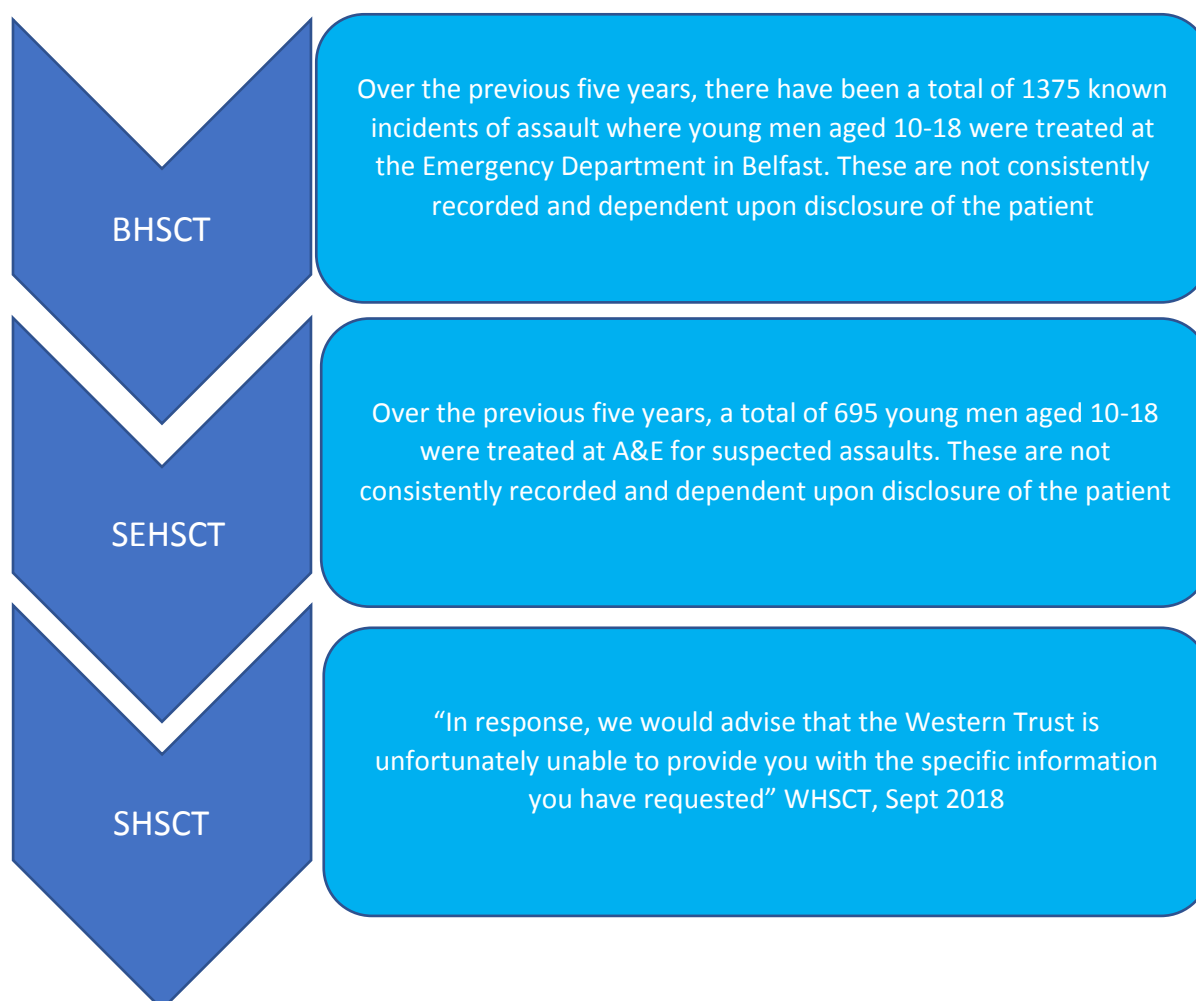 BHSCT
Over the previous five years, there have been a total of 1375 known
incidents of assault where young men aged 10-18 were treated at
the Emergency Department in Belfast. These are not consistently
recorded and dependent upon disclosure of the patient
SEHSCT
Over the previous five years, a total of 695 young men aged 10-18
were treated at A&E for suspected assaults. These are not
consistently recorded and dependent upon disclosure of the patient
SHSCT
“In response, we would advise that the Western Trust is
unfortunately unable to provide you with the specific information
you have requested” WHSCT, Sept 2018